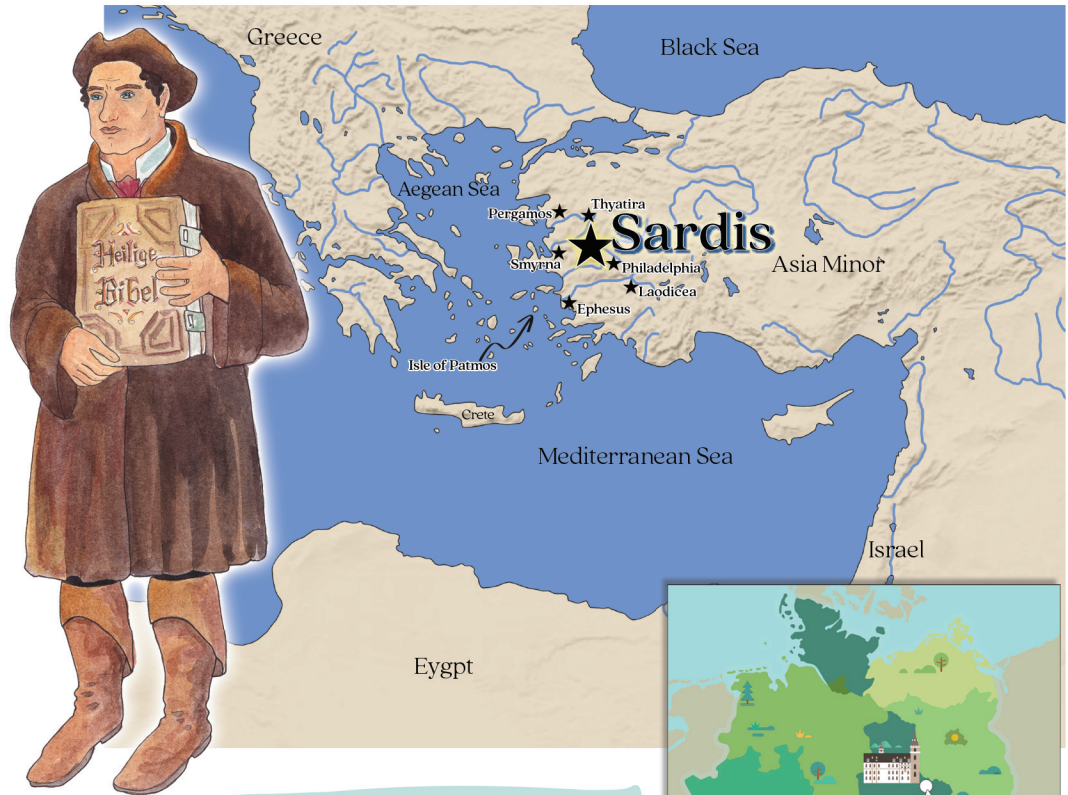 Greece
Black Sea
Aegean Sea
Pergamos
Thyatira
Sardis
Smyrna
Philadelphia
Asia Minor
Laodicea
Ephesus
Isle of Patmos
Crete
Mediterranean Sea
Israel
Eygpt
Heilige
Bibel